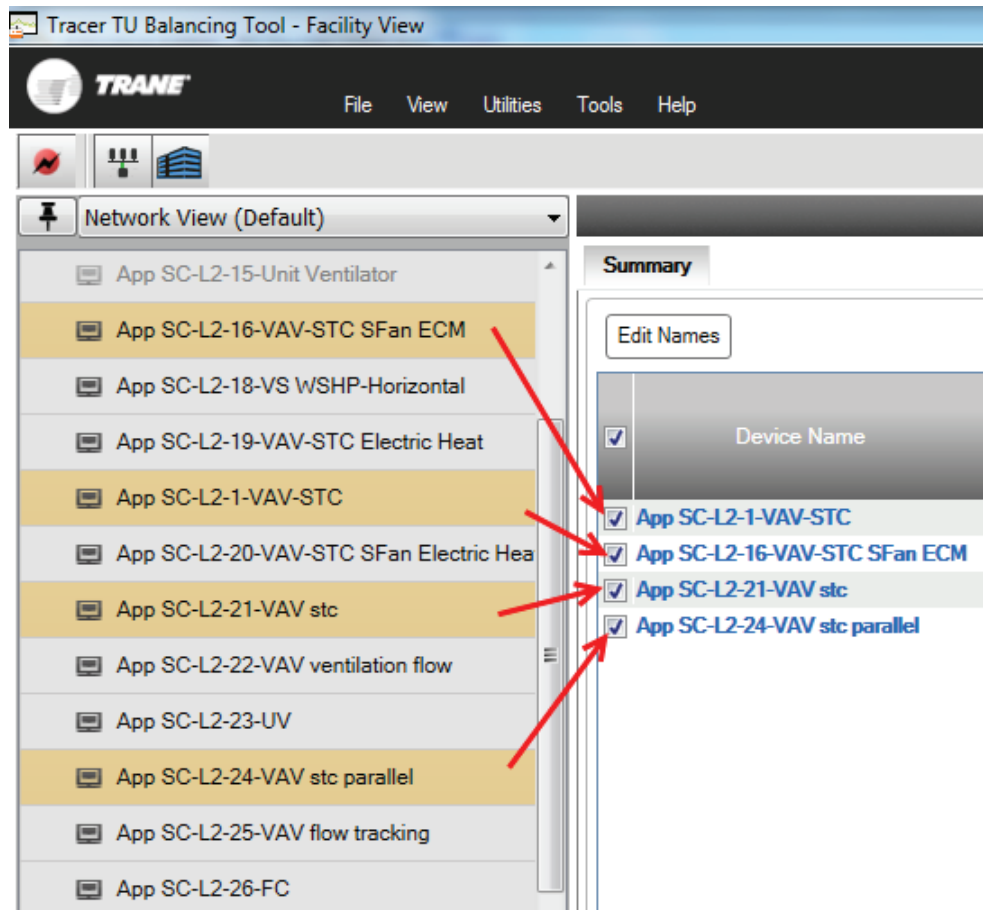 Tracer TU Balancing Tool - Facility View
TRANE
File View Utilities Tools Help
Network View (Default)
App SC-L2-15-Unit Ventilator
App SC-L2-16-VAV-STC SFan ECM
App SC-L2-18-VS WSHP-Horizontal
App SC-L2-19-VAV-STC Electric Heat
App SC-L2-1-VAV-STC
App SC-L2-20-VAV-STC SFan Electric Hea
App SC-L2-21-VAV stc
App SC-L2-22-VAV ventilation flow
App SC-L2-23-UV
App SC-L2-24-VAV stc parallel
App SC-L2-25-VAV flow tracking
App SC-L2-26-FC
Summary
Edit Names
Device Name
App SC-L2-1-VAV-STC
App SC-L2-16-VAV-STC SFan ECM
App SC-L2-21-VAV stc
App SC-L2-24-VAV stc parallel